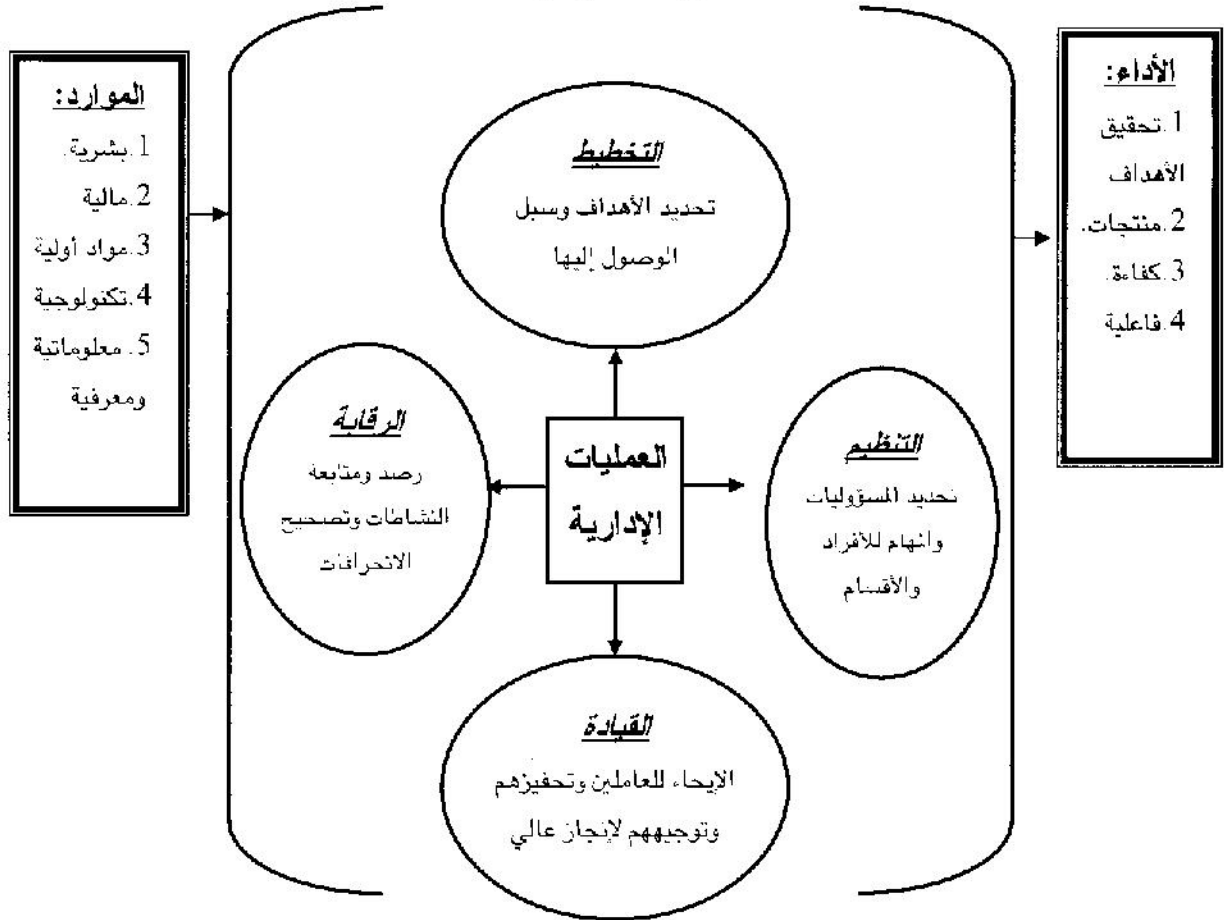 الأداء:
1.تحقيق
الأهداف
2.منتجات.
3.كفاءة.
4.فاعلية
التخطيط
تحديد الأهداف وسبل
الوصول إليها
التنظيم
تحديد المسؤوليات
والمهام للأفراد
والأقسام
العمليات
الإدارية
الرقابة
رصد ومتابعة
النشاطات وتصحيح
الانحرافات
القيادة
الإيحاء للعاملين وتحفيزهم
وتوجيههم لإنجاز عالي
الموارد:
1.بشرية.
2.مالية
3.مواد أولية
4.تكنولوجية
5. معلوماتية
ومعرفية